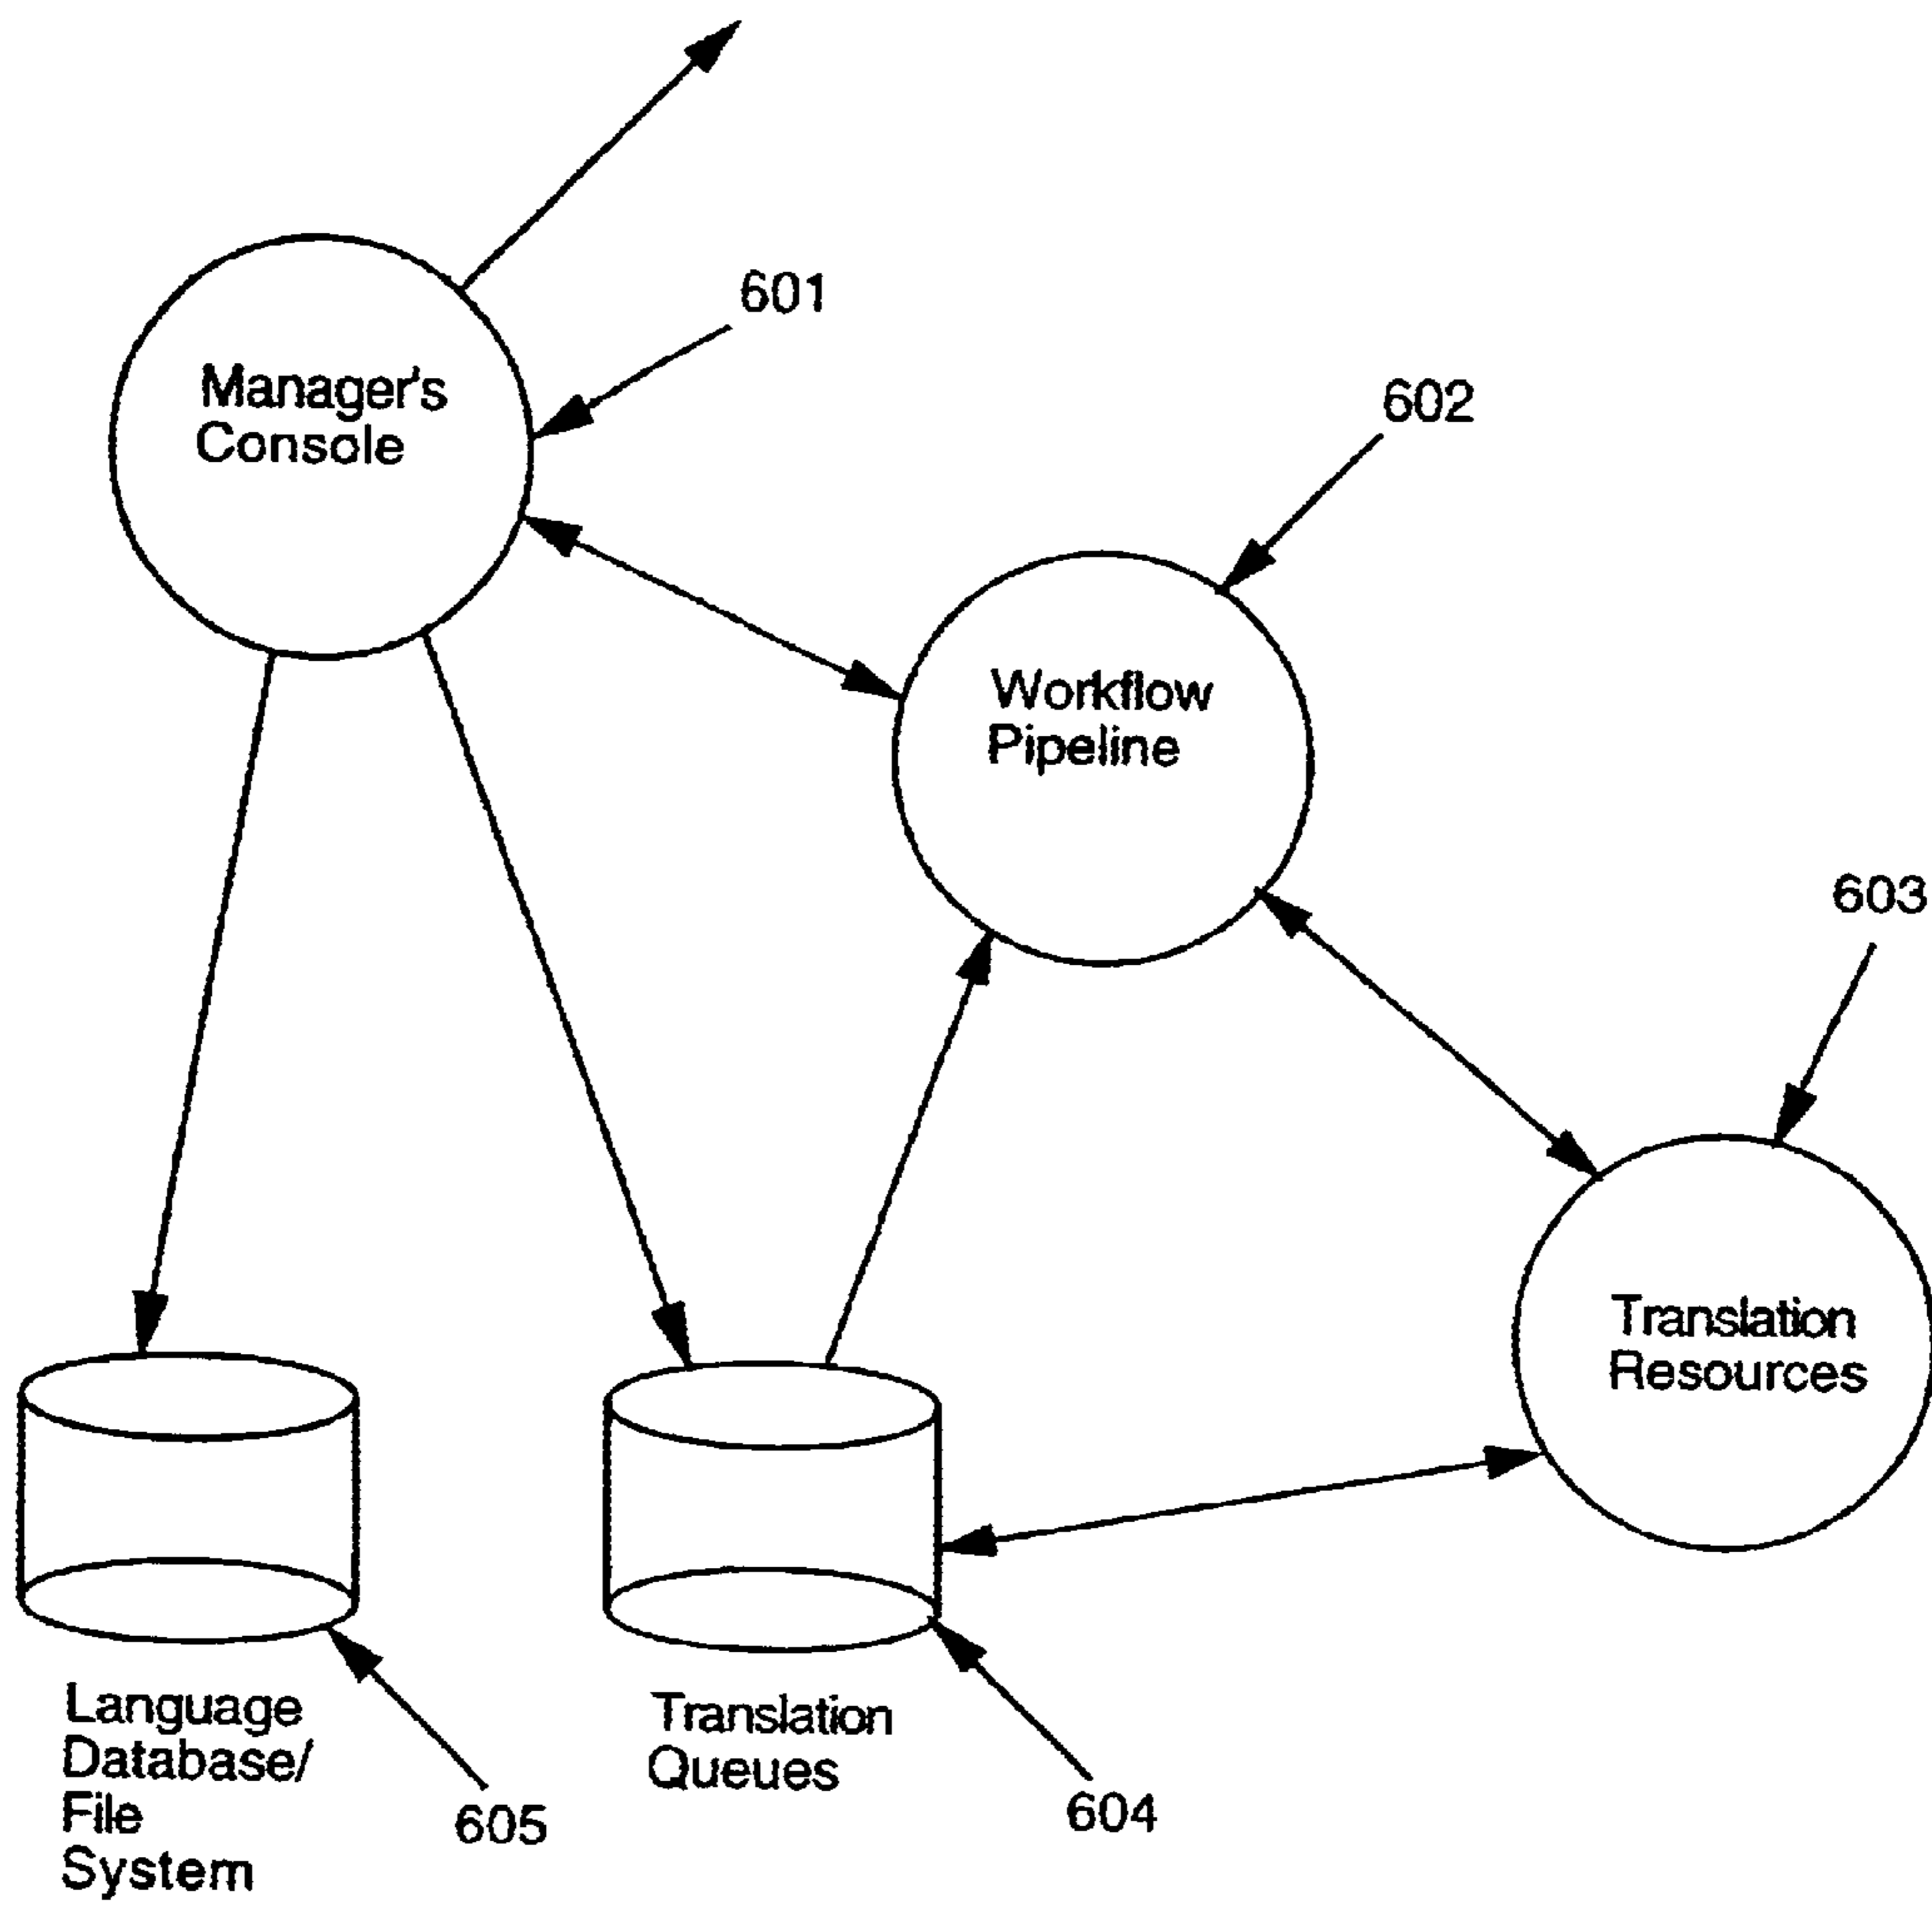 601
Manager's
Console
602
Workflow
Pipeline
603
Translation
Resources
Language
Database/
File
System
605
Translation
Queues
604